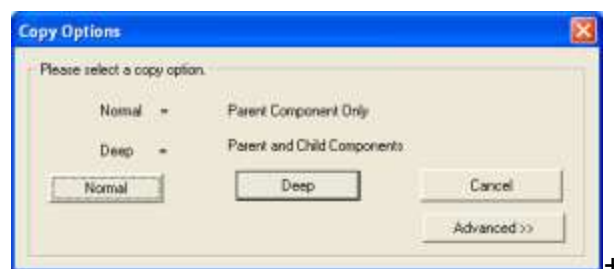 Copy Options
Please select a copy option.
Normal = Parent Component Only
Deep = Parent and Child Components
Normal Deep Cancel
Advanced >>